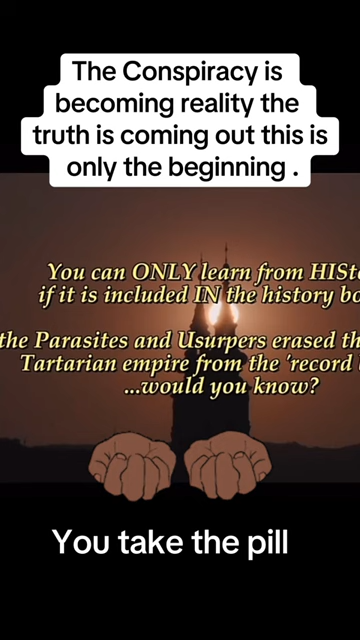 The Conspiracy is
becoming reality the
truth is coming out this is
only the beginning .
You can ONLY learn from
if it is included IN the history
the Parasites and Usurpers erased
Tartarian empire from the 'record
...would you know?
You take the pill